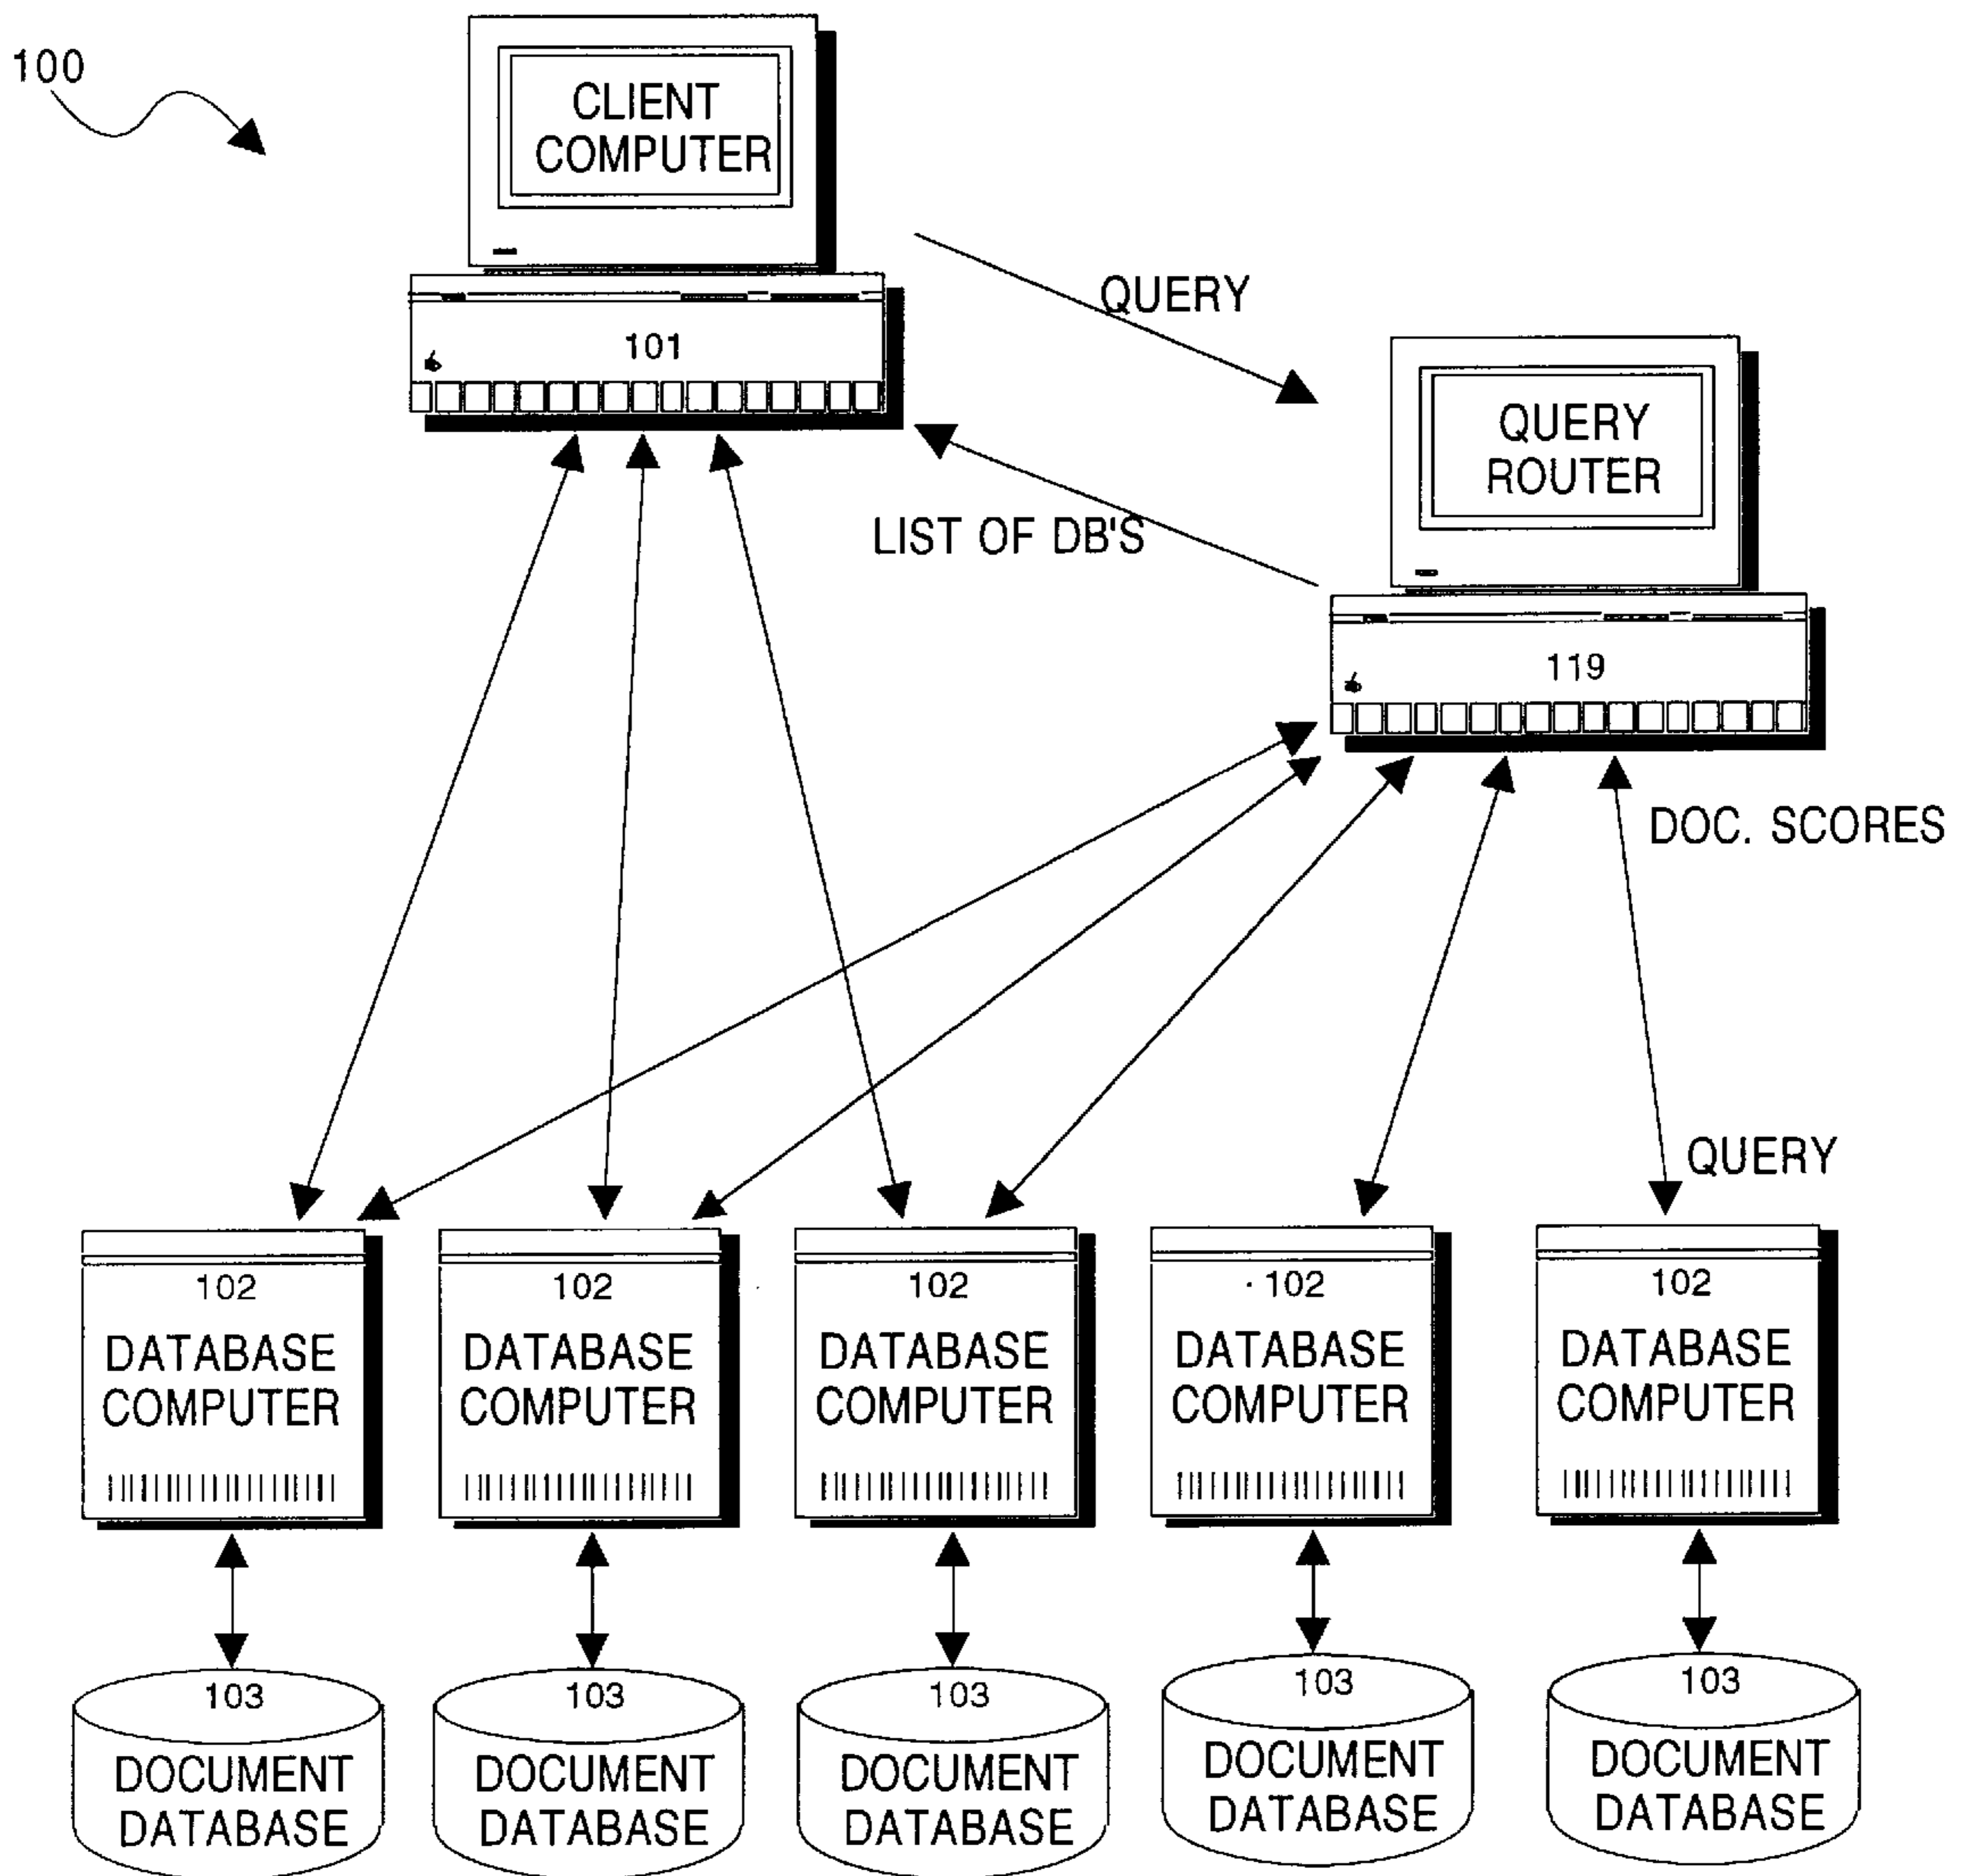 100
CLIENT
COMPUTER
101
QUERY
QUERY
ROUTER
LIST OF DB'S
119
DOC. SCORES
QUERY
102
DATABASE
COMPUTER
102
DATABASE
COMPUTER
102
DATABASE
COMPUTER
102
DATABASE
COMPUTER
102
DATABASE
COMPUTER
103
DOCUMENT
DATABASE
103
DOCUMENT
DATABASE
103
DOCUMENT
DATABASE
103
DOCUMENT
DATABASE
103
DOCUMENT
DATABASE